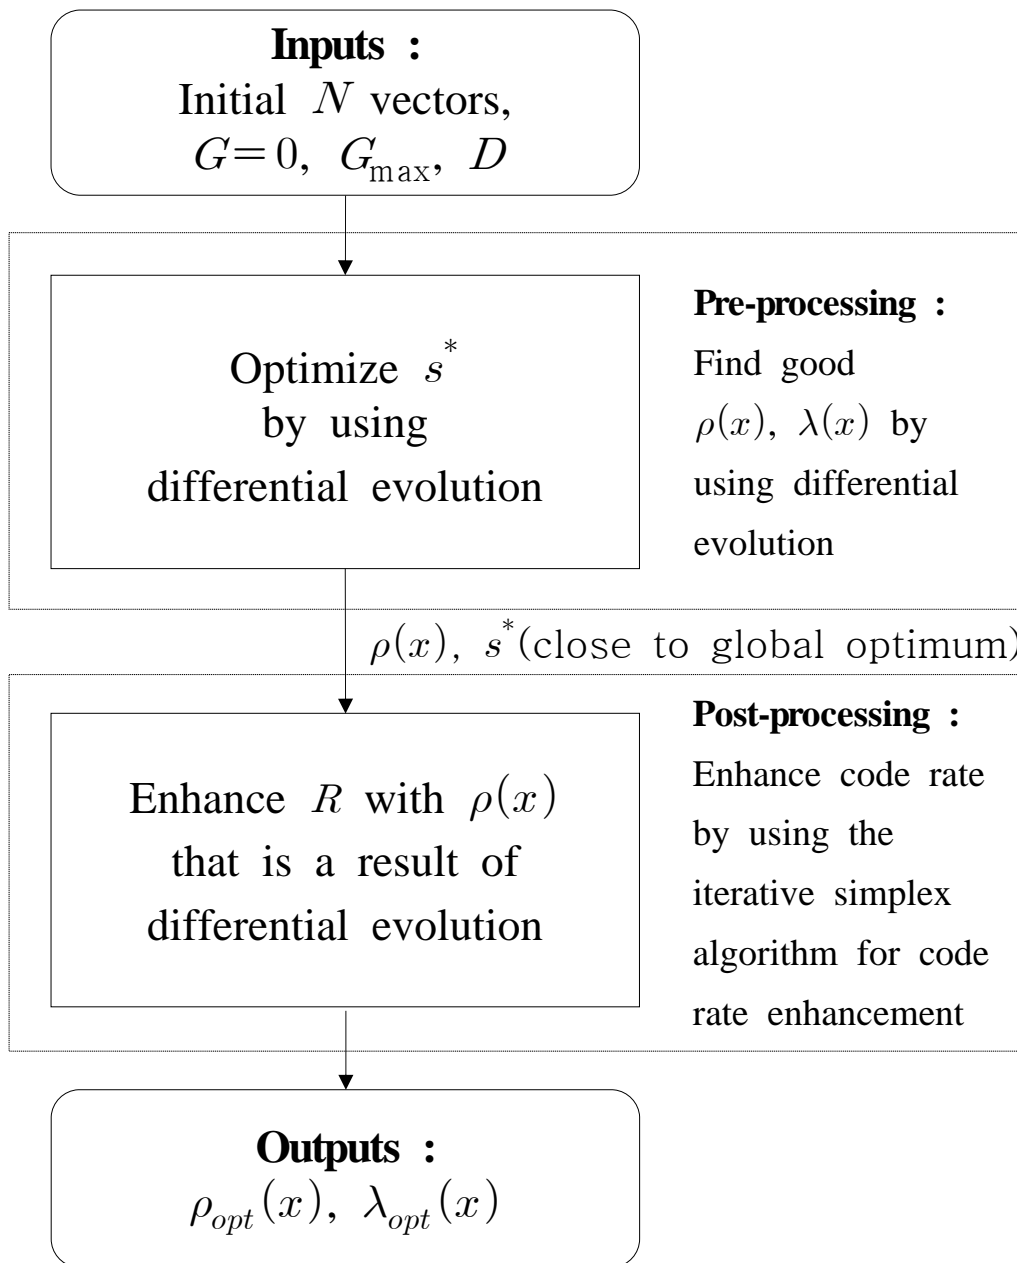 Inputs :
Initial N vectors,
G=0, G_max, D
Optimize s*
by using
differential evolution
Pre-processing :
Find good
ρ(x), λ(x) by
using differential
evolution
ρ(x), s*(close to global optimum)
Enhance R with ρ(x)
that is a result of
differential evolution
Post-processing :
Enhance code rate
by using the
iterative simplex
algorithm for code
rate enhancement
Outputs :
ρ_opt(x), λ_opt(x)